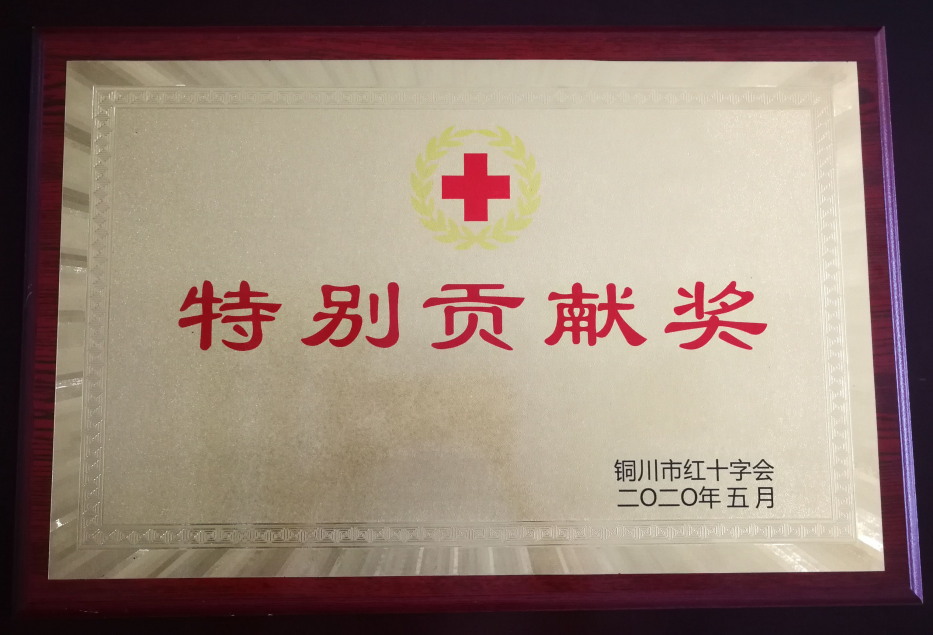 特别贡献奖
铜川市红十字会
二〇二〇年五月